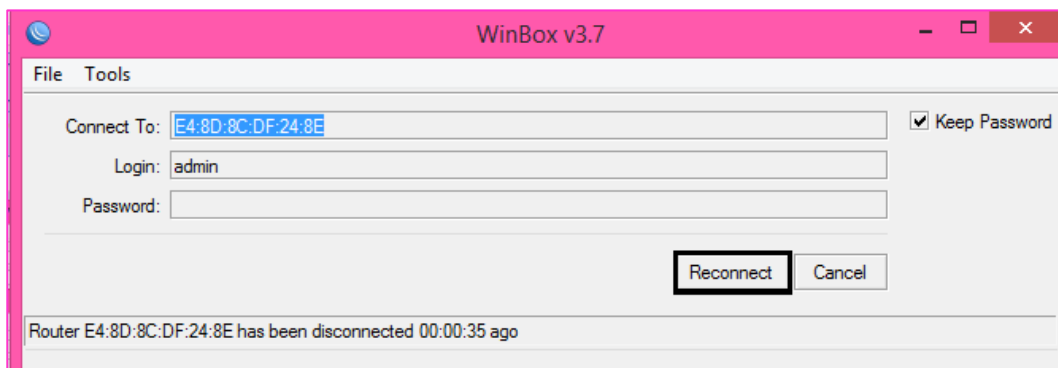 WinBox v3.7
File Tools
Connect To: E4:8D:8C:DF:24:8E
Keep Password
Login: admin
Password:
Reconnect Cancel
Router E4:8D:8C:DF:24:8E has been disconnected 00:00:35 ago